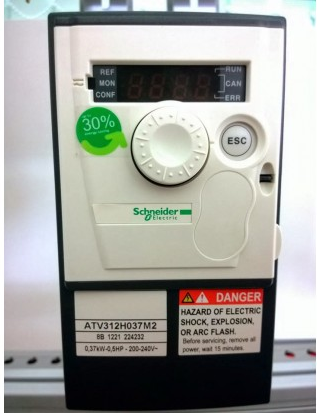 REF
MON
CONF
RUN
CAN
ERR
30%
ESC
Schneider
Electric
ATV312H037M2
8B 1221 224232
0,37kW-0,5HP - 200-240V~
DANGER
HAZARD OF ELECTRIC
SHOCK, EXPLOSION,
OR ARC FLASH.
Before servicing, remove all
power, wait 15 minutes.